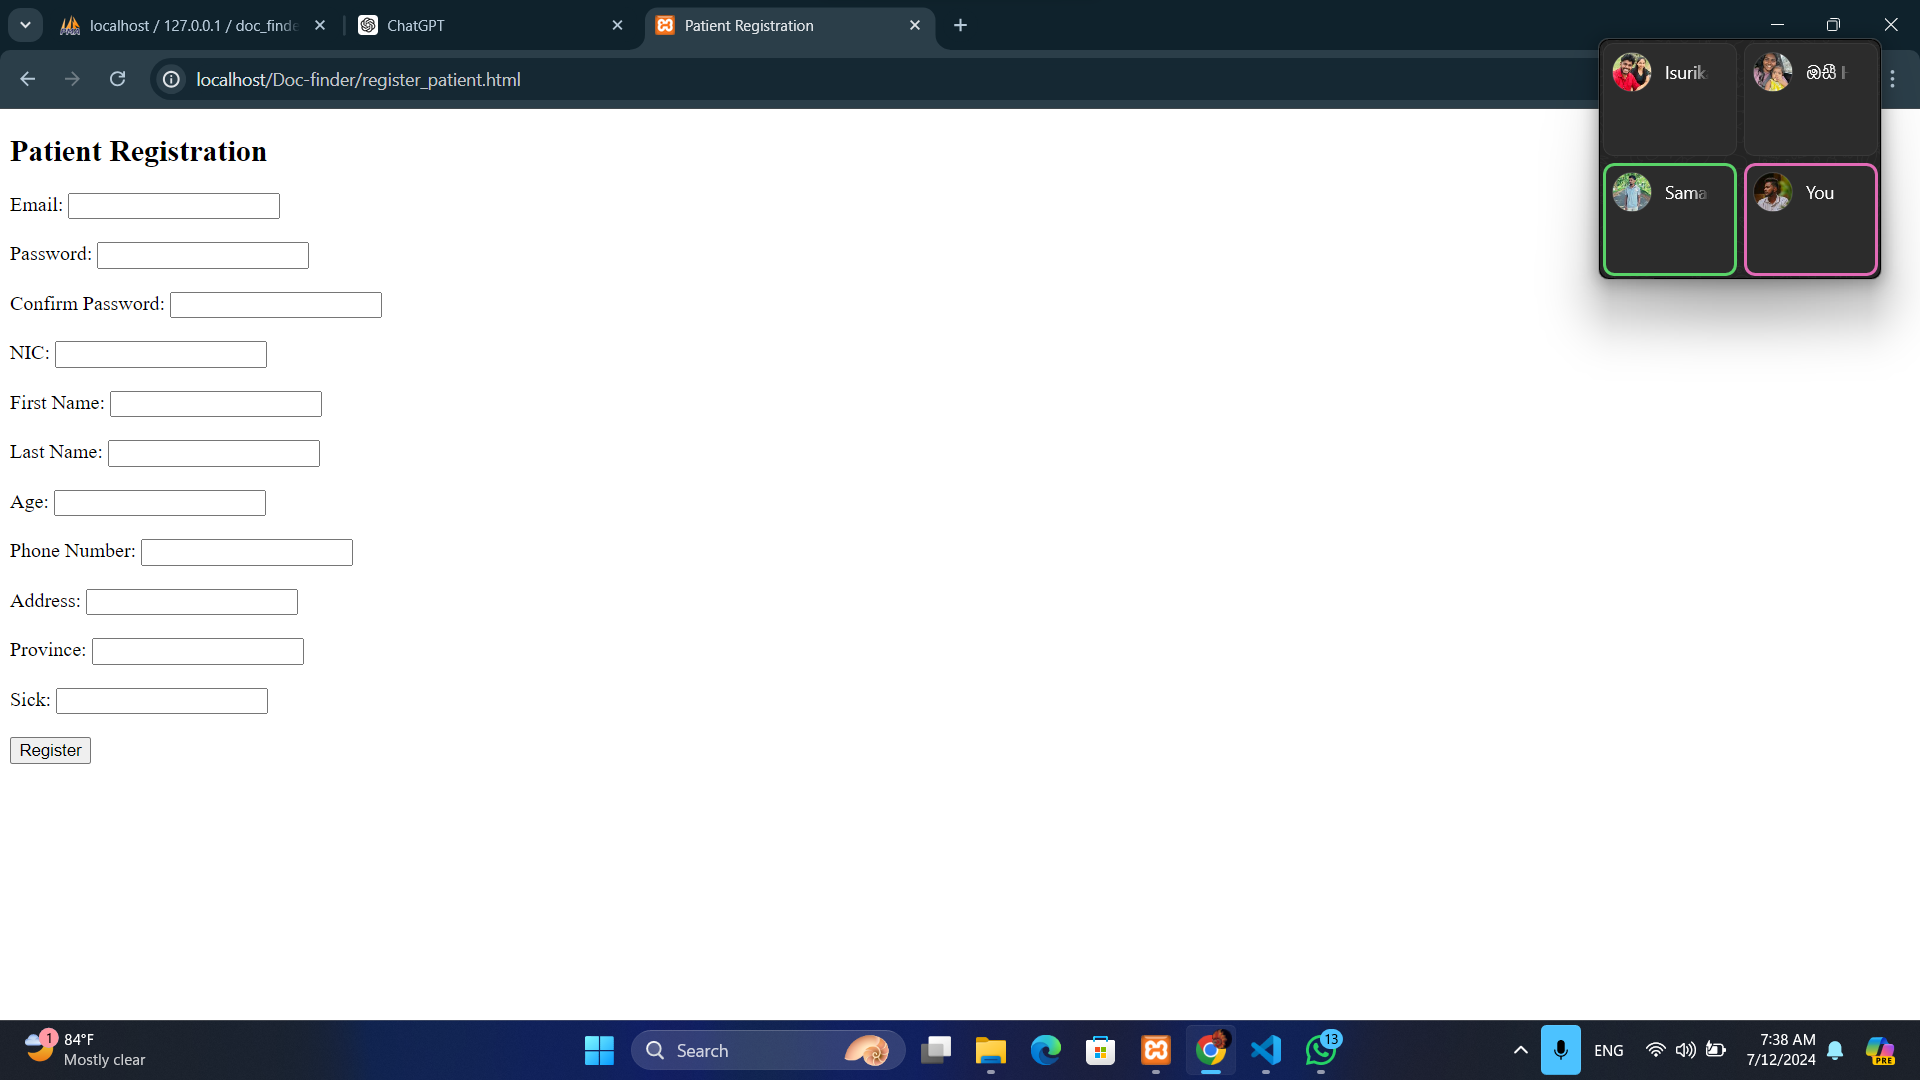 localhost / 127.0.0.1 / doc_finde
ChatGPT
Patient Registration
localhost/Doc-finder/register_patient.html
Isurik
ඔසී
Sama
You
Patient Registration
Email:
Password:
Confirm Password:
NIC:
First Name:
Last Name:
Age:
Phone Number:
Address:
Province:
Sick:
Register
1
84°F
Mostly clear
Search
13
ENG
7:38 AM
7/12/2024
PRE